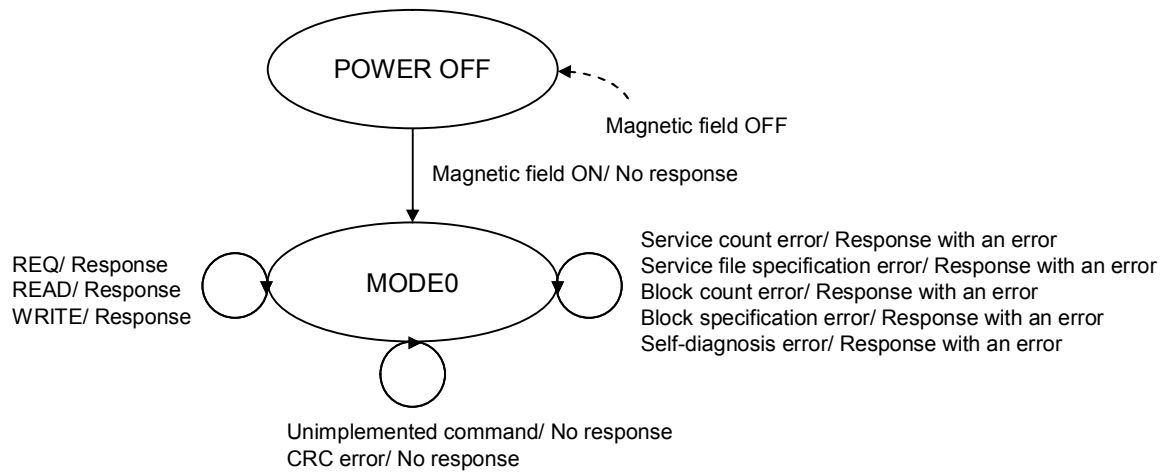 POWER OFF
Magnetic field OFF
Magnetic field ON/ No response
REQ/ Response
READ/ Response
WRITE/ Response
MODE0
Service count error/ Response with an error
Service file specification error/ Response with an error
Block count error/ Response with an error
Block specification error/ Response with an error
Self-diagnosis error/ Response with an error
Unimplemented command/ No response
CRC error/ No response